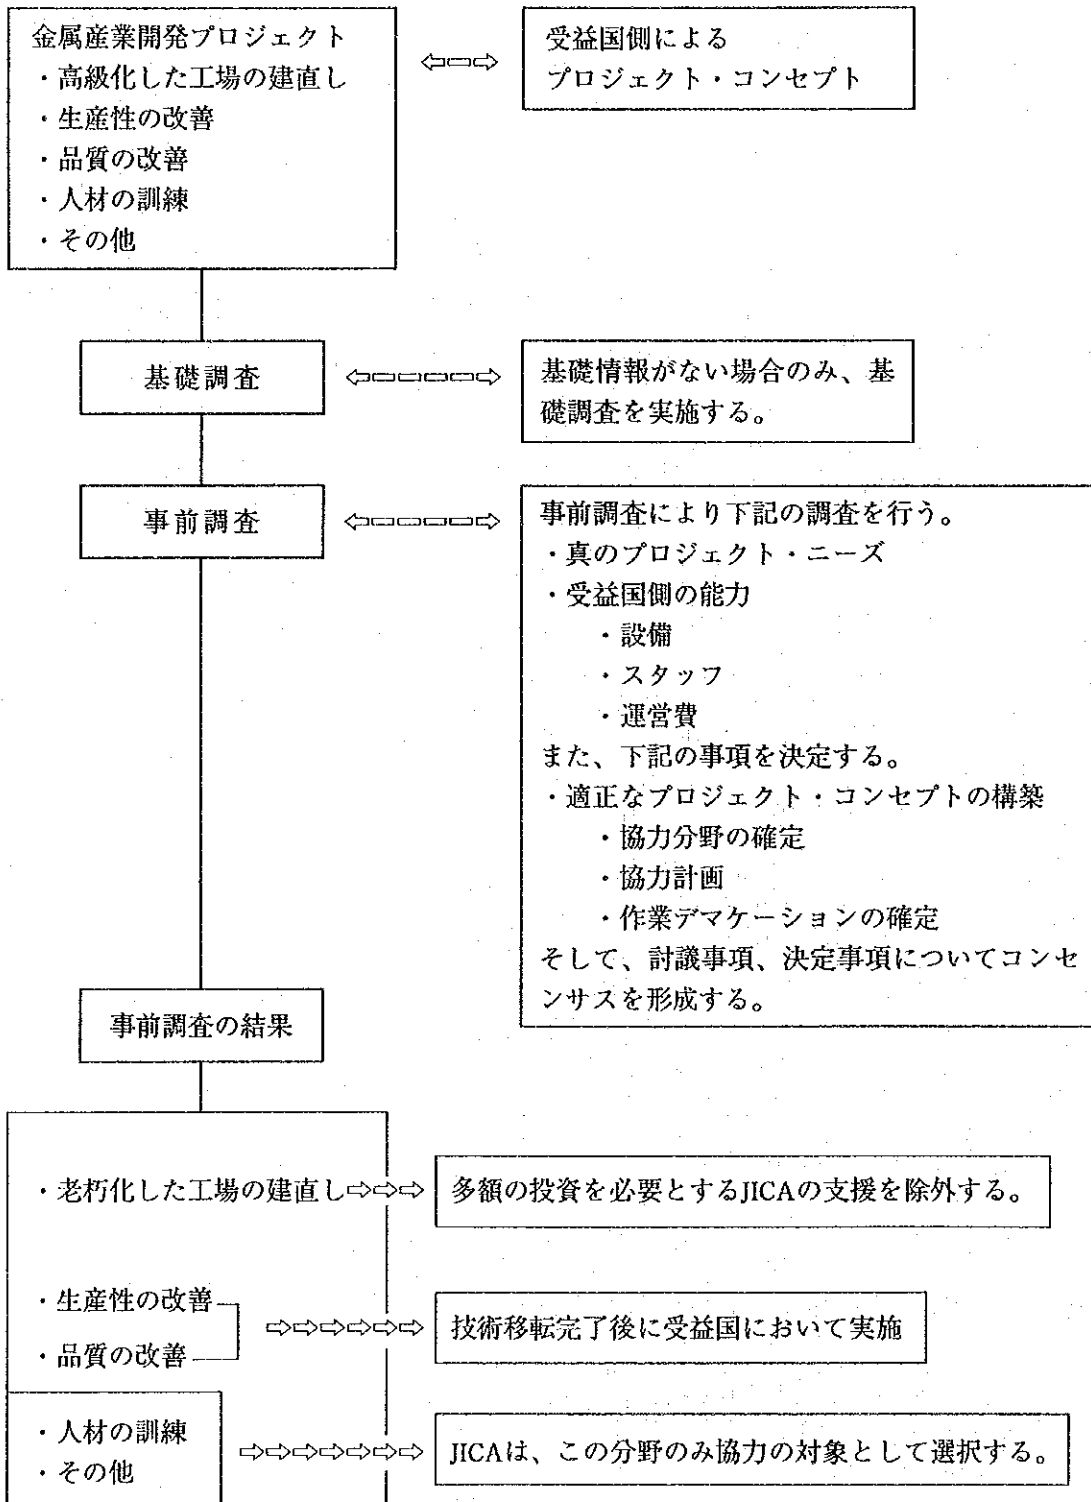 金属産業開発プロジェクト
・高級化した工場の建直し
・生産性の改善
・品質の改善
・人材の訓練
・その他
受益国側による
プロジェクト・コンセプト
基礎調査
基礎情報がない場合のみ、基
礎調査を実施する。
事前調査
事前調査により下記の調査を行う。
・真のプロジェクト・ニーズ
・受益国側の能力
・設備
・スタッフ
・運営費
また、下記の事項を決定する。
・適正なプロジェクト・コンセプトの構築
・協力分野の確定
・協力計画
・作業デマケーションの確定
そして、討議事項、決定事項についてコンセ
ンサスを形成する。
事前調査の結果
・老朽化した工場の建直し
多額の投資を必要とするJICAの支援を除外する。
・生産性の改善
・品質の改善
技術移転完了後に受益国において実施
・人材の訓練
・その他
JICAは、この分野のみ協力の対象として選択する。